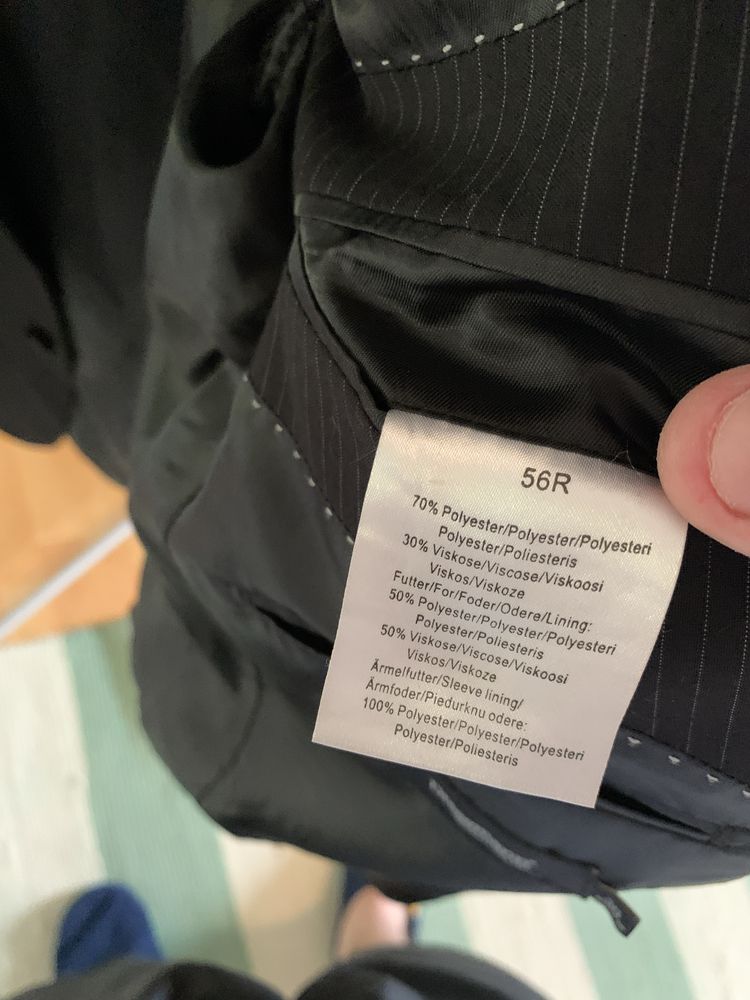 56R
70% Polyester/Polyester/Polyesteri
Polyester/Poliesteris
30% Viskose/Viscose/Viskoosi
Viskos/Viskoze
Futter/For/Foder/Odere/Lining:
50% Polyester/Polyester/Polyesteri
Polyester/Poliesteris
50% Viskose/Viscose/Viskoosi
Viskos/Viskoze
Ärmelfutter/Sleeve lining/
Ärmfoder/Piedurknu odere:
100% Polyester/Polyester/Polyesteri
Polyester/Poliesteris